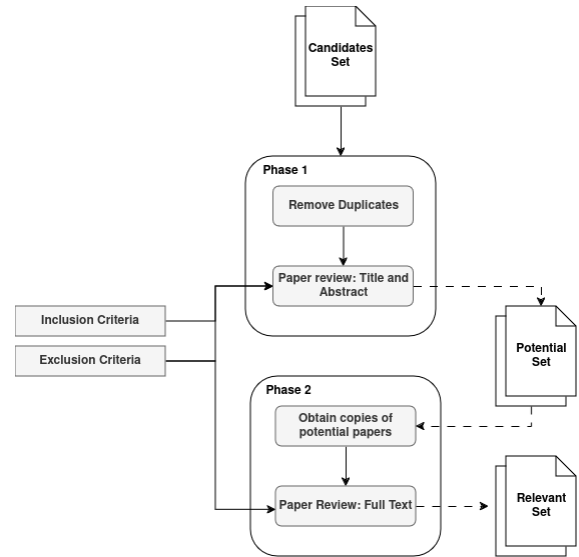 Candidates
Set
Phase 1
Remove Duplicates
Paper review: Title and
Abstract
Inclusion Criteria
Exclusion Criteria
Potential
Set
Phase 2
Obtain copies of
potential papers
Paper Review: Full Text
Relevant
Set